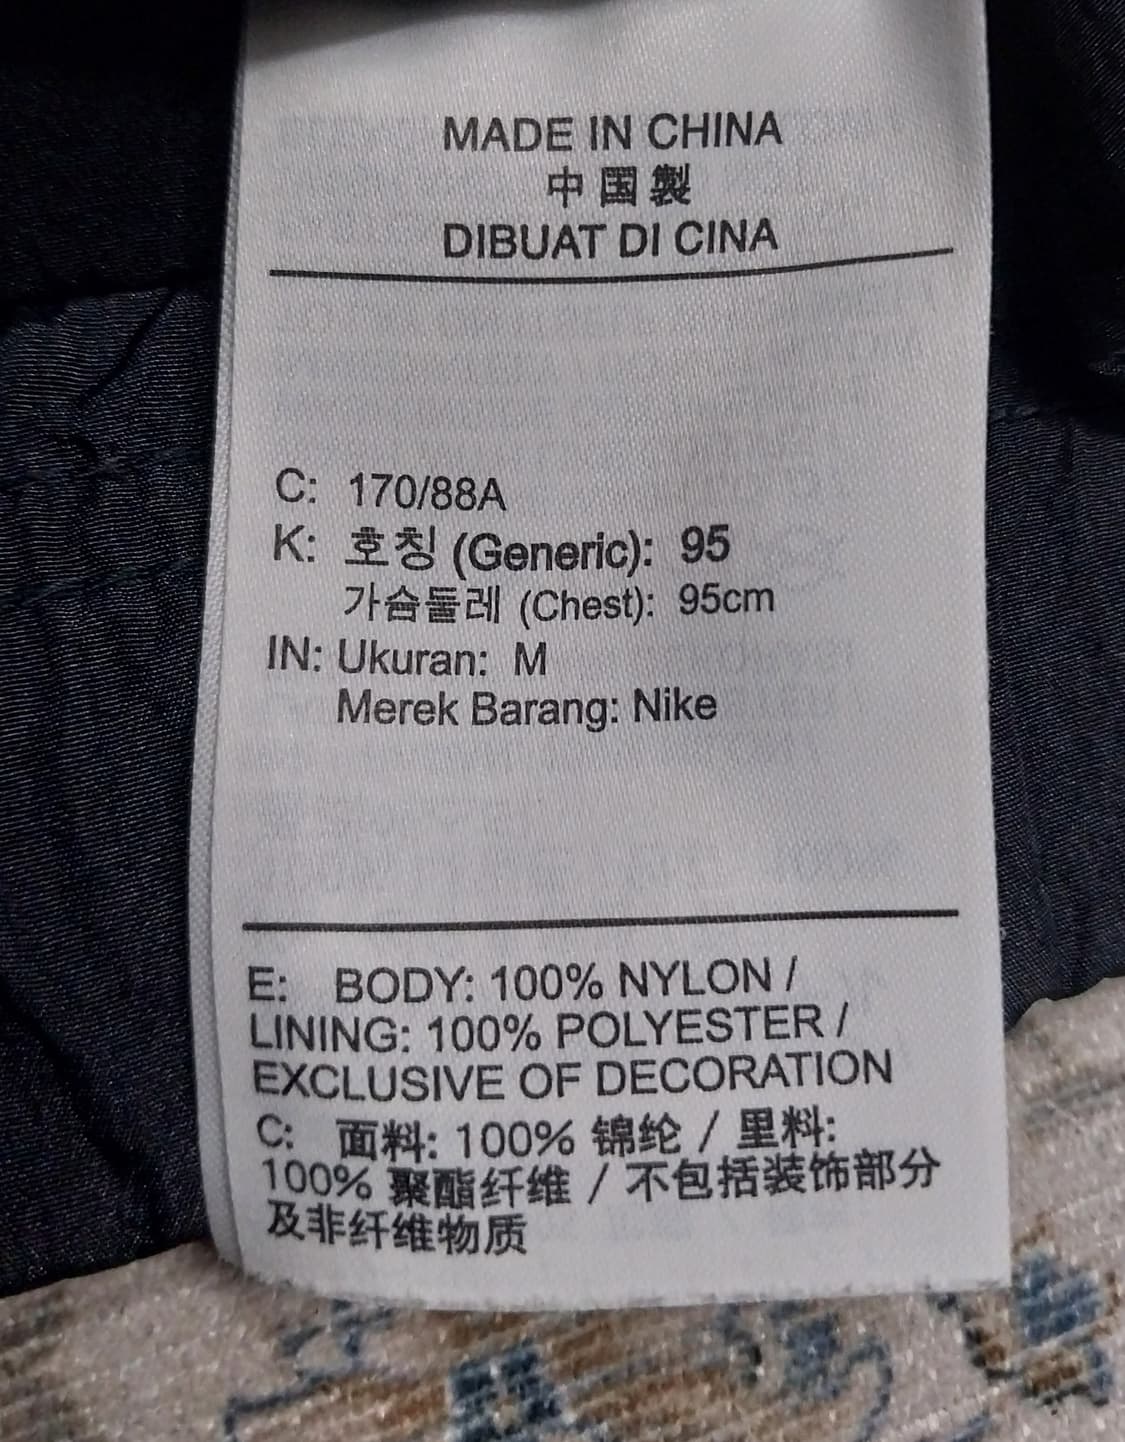 MADE IN CHINA
中国製
DIBUAT DI CINA
C: 170/88A
K: 호칭 (Generic): 95
가슴둘레 (Chest): 95cm
IN: Ukuran: M
Merek Barang: Nike
E: BODY: 100% NYLON /
LINING: 100% POLYESTER /
EXCLUSIVE OF DECORATION
C: 面料: 100% 锦纶 / 里料:
100% 聚酯纤维 / 不包括装饰部分
及非纤维物质